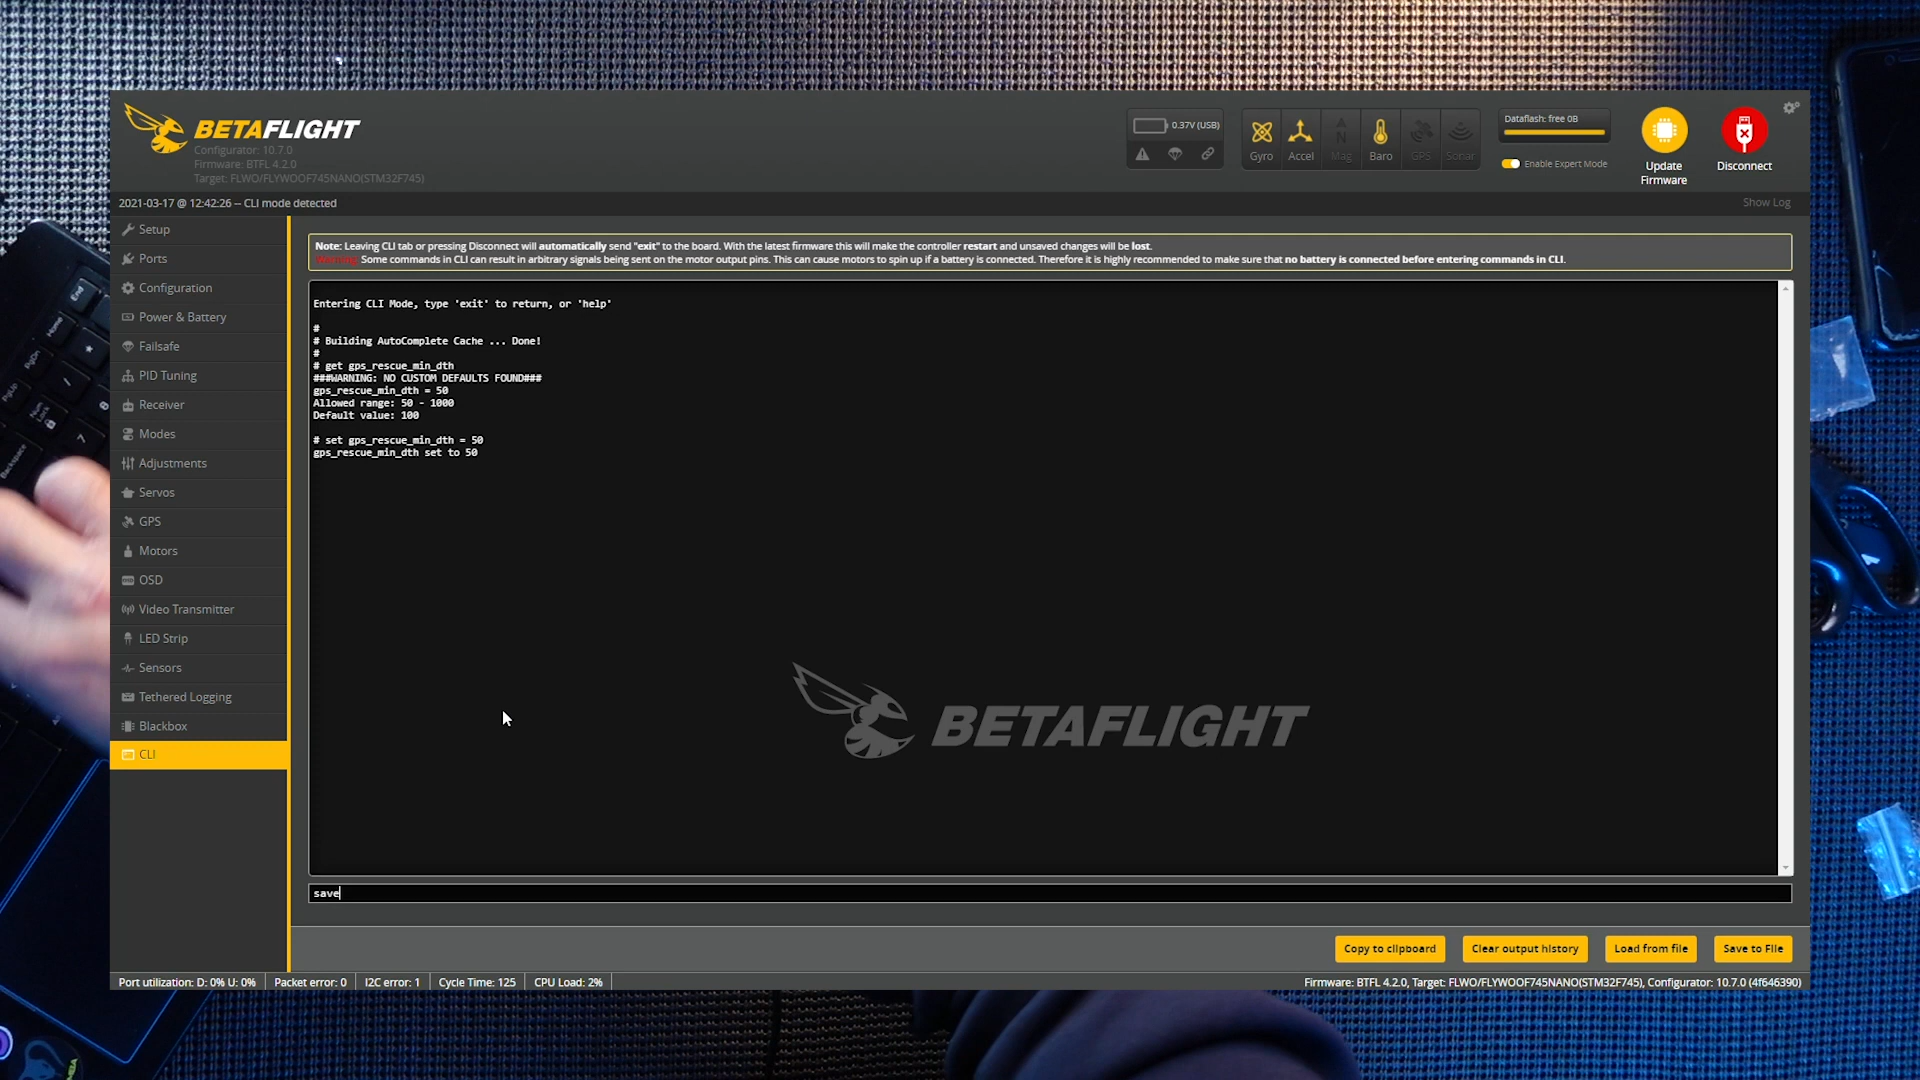 BETAFLIGHT
Configurator: 10.7.0
Firmware: BTFL 4.2.0
Target: FLWO/FLYWOOF745NANO(STM32F745)
0.37V (USB)
Gyro
Accel
Mag
Baro
GPS
Sonar
Dataflash: free 0B
Enable Expert Mode
Update
Firmware
Disconnect
2021-03-17 @ 12:42:26 -- CLI mode detected
Show Log
Setup
Ports
Configuration
Power & Battery
Failsafe
PID Tuning
Receiver
Modes
Adjustments
Servos
GPS
Motors
OSD
Video Transmitter
LED Strip
Sensors
Tethered Logging
Blackbox
CLI
Note: Leaving CLI tab or pressing Disconnect will automatically send "exit" to the board. With the latest firmware this will make the controller restart and unsaved changes will be lost.
Warning: Some commands in CLI can result in arbitrary signals being sent on the motor output pins. This can cause motors to spin up if a battery is connected. Therefore it is highly recommended to make sure that no battery is connected before entering commands in CLI.
Entering CLI Mode, type 'exit' to return, or 'help'
#
# Building AutoComplete Cache ... Done!
#
# get gps_rescue_min_dth
###WARNING: NO CUSTOM DEFAULTS FOUND###
gps_rescue_min_dth = 50
Allowed range: 50 - 1000
Default value: 100
# set gps_rescue_min_dth = 50
gps_rescue_min_dth set to 50
BETAFLIGHT
save
Copy to clipboard
Clear output history
Load from file
Save to File
Port utilization: D: 0% U: 0%
Packet error: 0
I2C error: 1
Cycle Time: 125
CPU Load: 2%
Firmware: BTFL 4.2.0, Target: FLWO/FLYWOOF745NANO(STM32F745), Configurator: 10.7.0 (4f646390)
End
Home
PgDn
PgUp
Num
Lock
Backspace